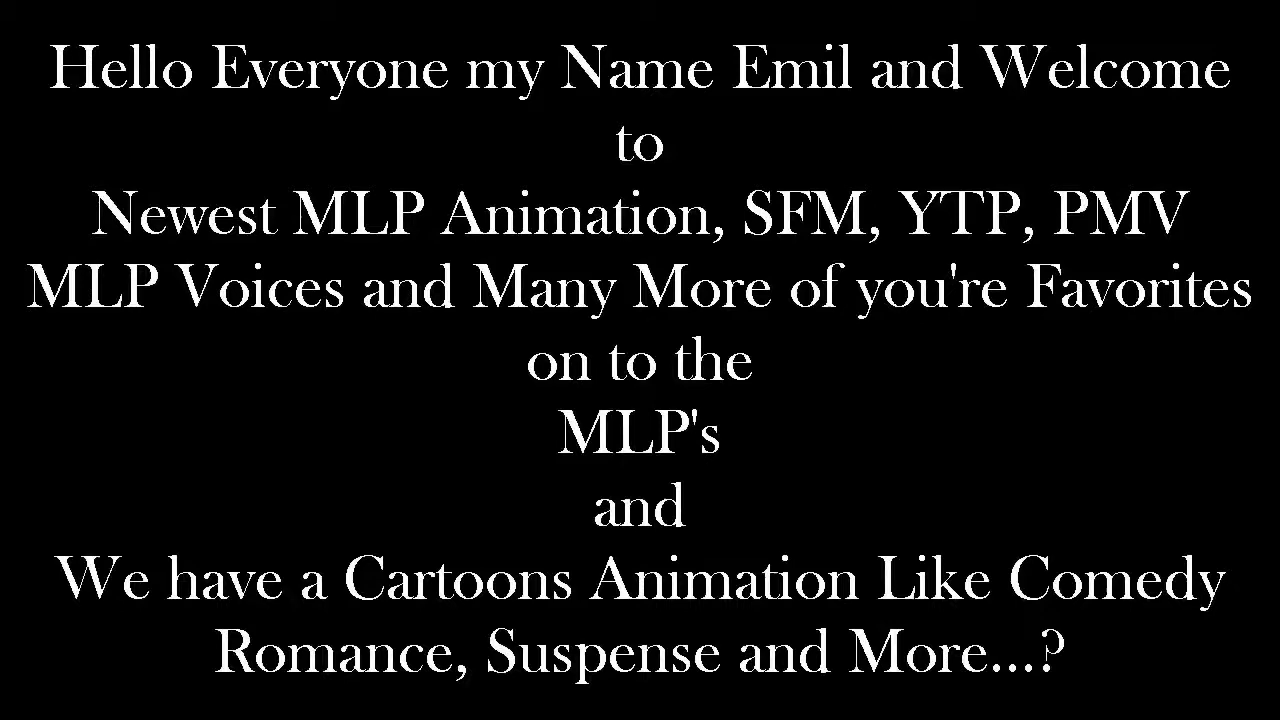 Hello Everyone my Name Emil and Welcome
to
Newest MLP Animation, SFM, YTP, PMV
MLP Voices and Many More of you're Favorites
on to the
MLP's
and
We have a Cartoons Animation Like Comedy
Romance, Suspense and More...?